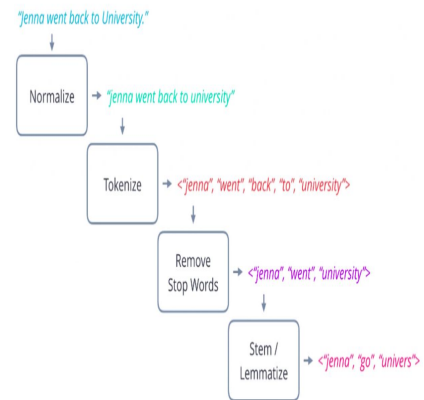 “Jenna went back to University.”
Normalize
“jenna went back to university”
Tokenize
<“jenna”, “went”, “back”, “to”, “university”>
Remove
Stop Words
<“jenna”, “went”, “university”>
Stem /
Lemmatize
<“jenna”, “go”, “univers”>